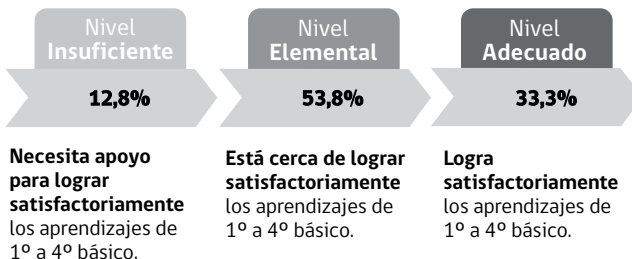 Nivel
Insuficiente
Nivel
Elemental
Nivel
Adecuado
12,8%
53,8%
33,3%
Necesita apoyo
para lograr
satisfactoriamente
los aprendizajes de
1º a 4º básico.
Está cerca de lograr
satisfactoriamente
los aprendizajes de
1º a 4º básico.
Logra
satisfactoriamente
los aprendizajes de
1º a 4º básico.